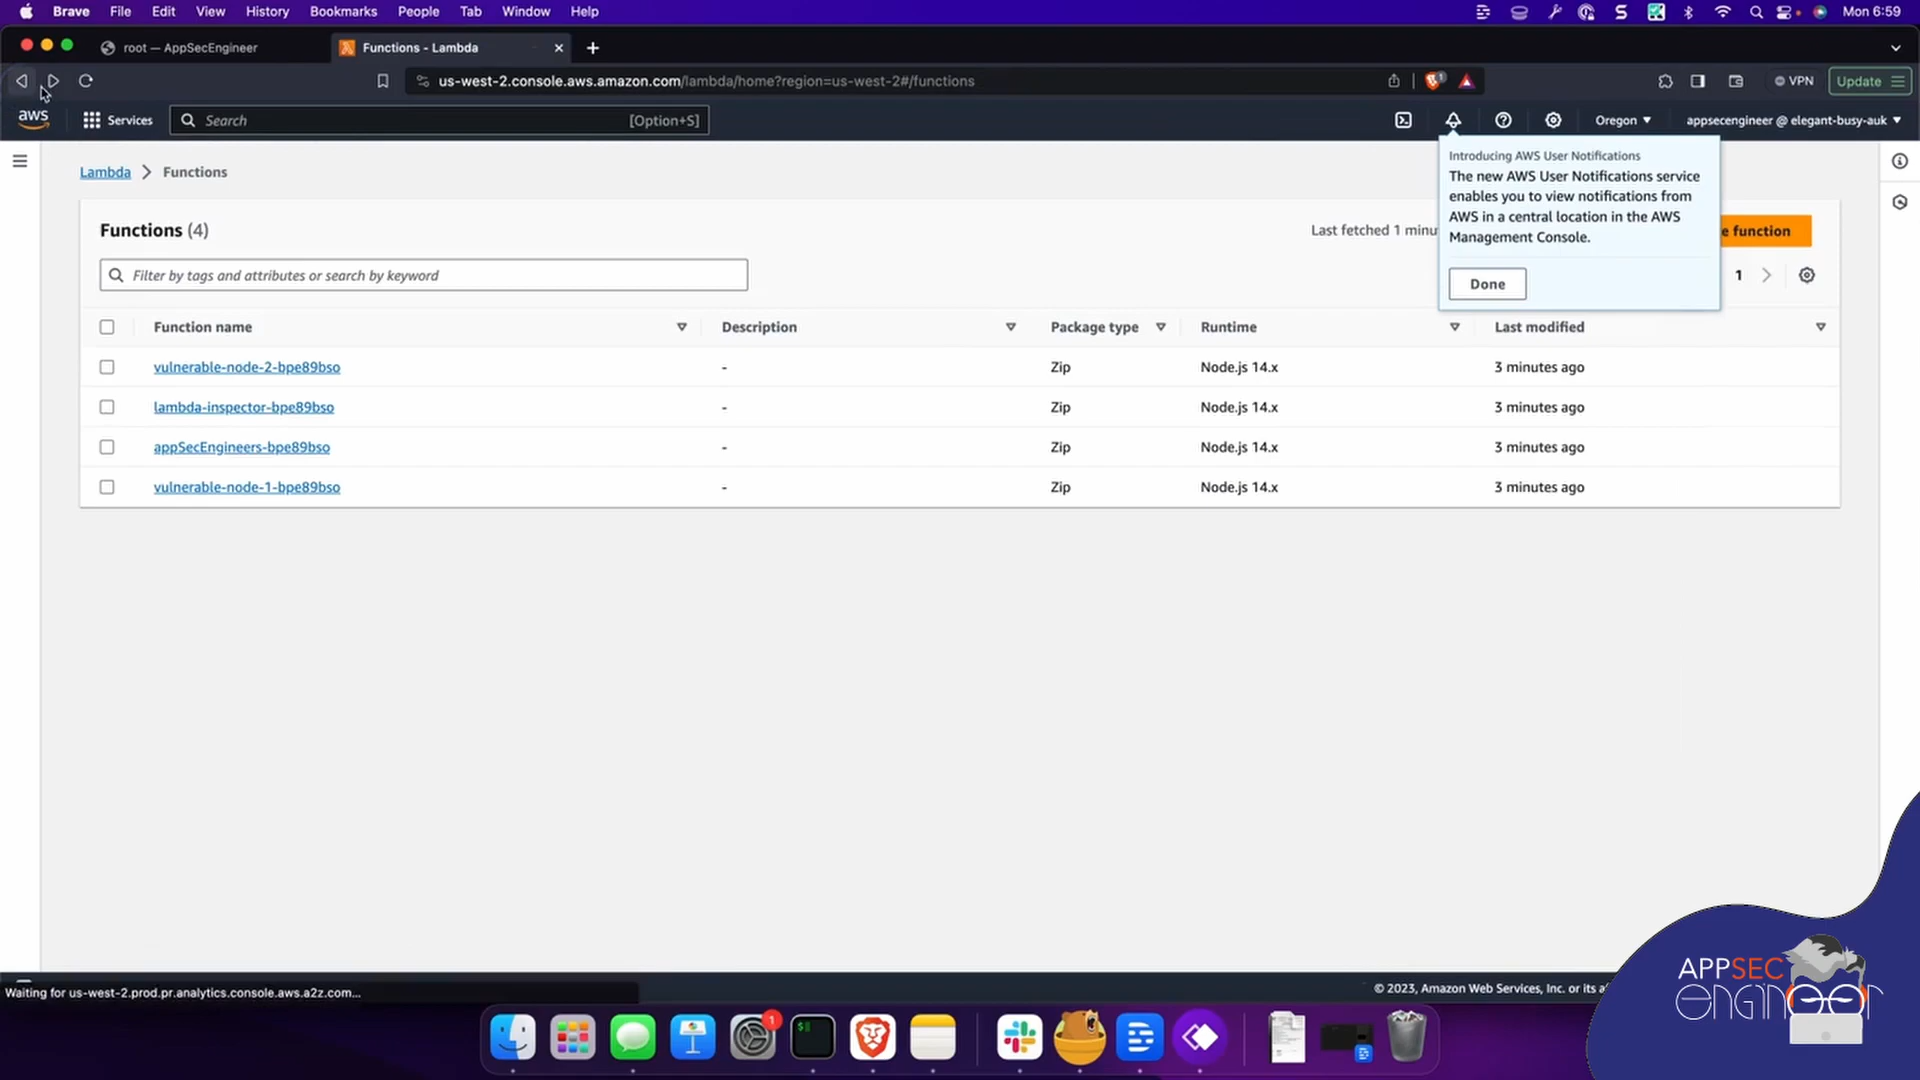 Brave File Edit View History Bookmarks People Tab Window Help Mon 6:59
root — AppSecEngineer Functions - Lambda
us-west-2.console.aws.amazon.com/lambda/home?region=us-west-2#/functions VPN Update
aws Services Search [Option+S] Oregon appsecengineer @ elegant-busy-auk
Lambda Functions
Introducing AWS User Notifications
The new AWS User Notifications service
enables you to view notifications from
AWS in a central location in the AWS
Management Console.
Done
Functions (4) Last fetched 1 minu e function
Filter by tags and attributes or search by keyword 1
Function name Description Package type Runtime Last modified
vulnerable-node-2-bpe89bso - Zip Node.js 14.x 3 minutes ago
lambda-inspector-bpe89bso - Zip Node.js 14.x 3 minutes ago
appSecEngineers-bpe89bso - Zip Node.js 14.x 3 minutes ago
vulnerable-node-1-bpe89bso - Zip Node.js 14.x 3 minutes ago
Waiting for us-west-2.prod.pr.analytics.console.aws.a2z.com...
© 2023, Amazon Web Services, Inc. or its a
1
APPSEC
engineer